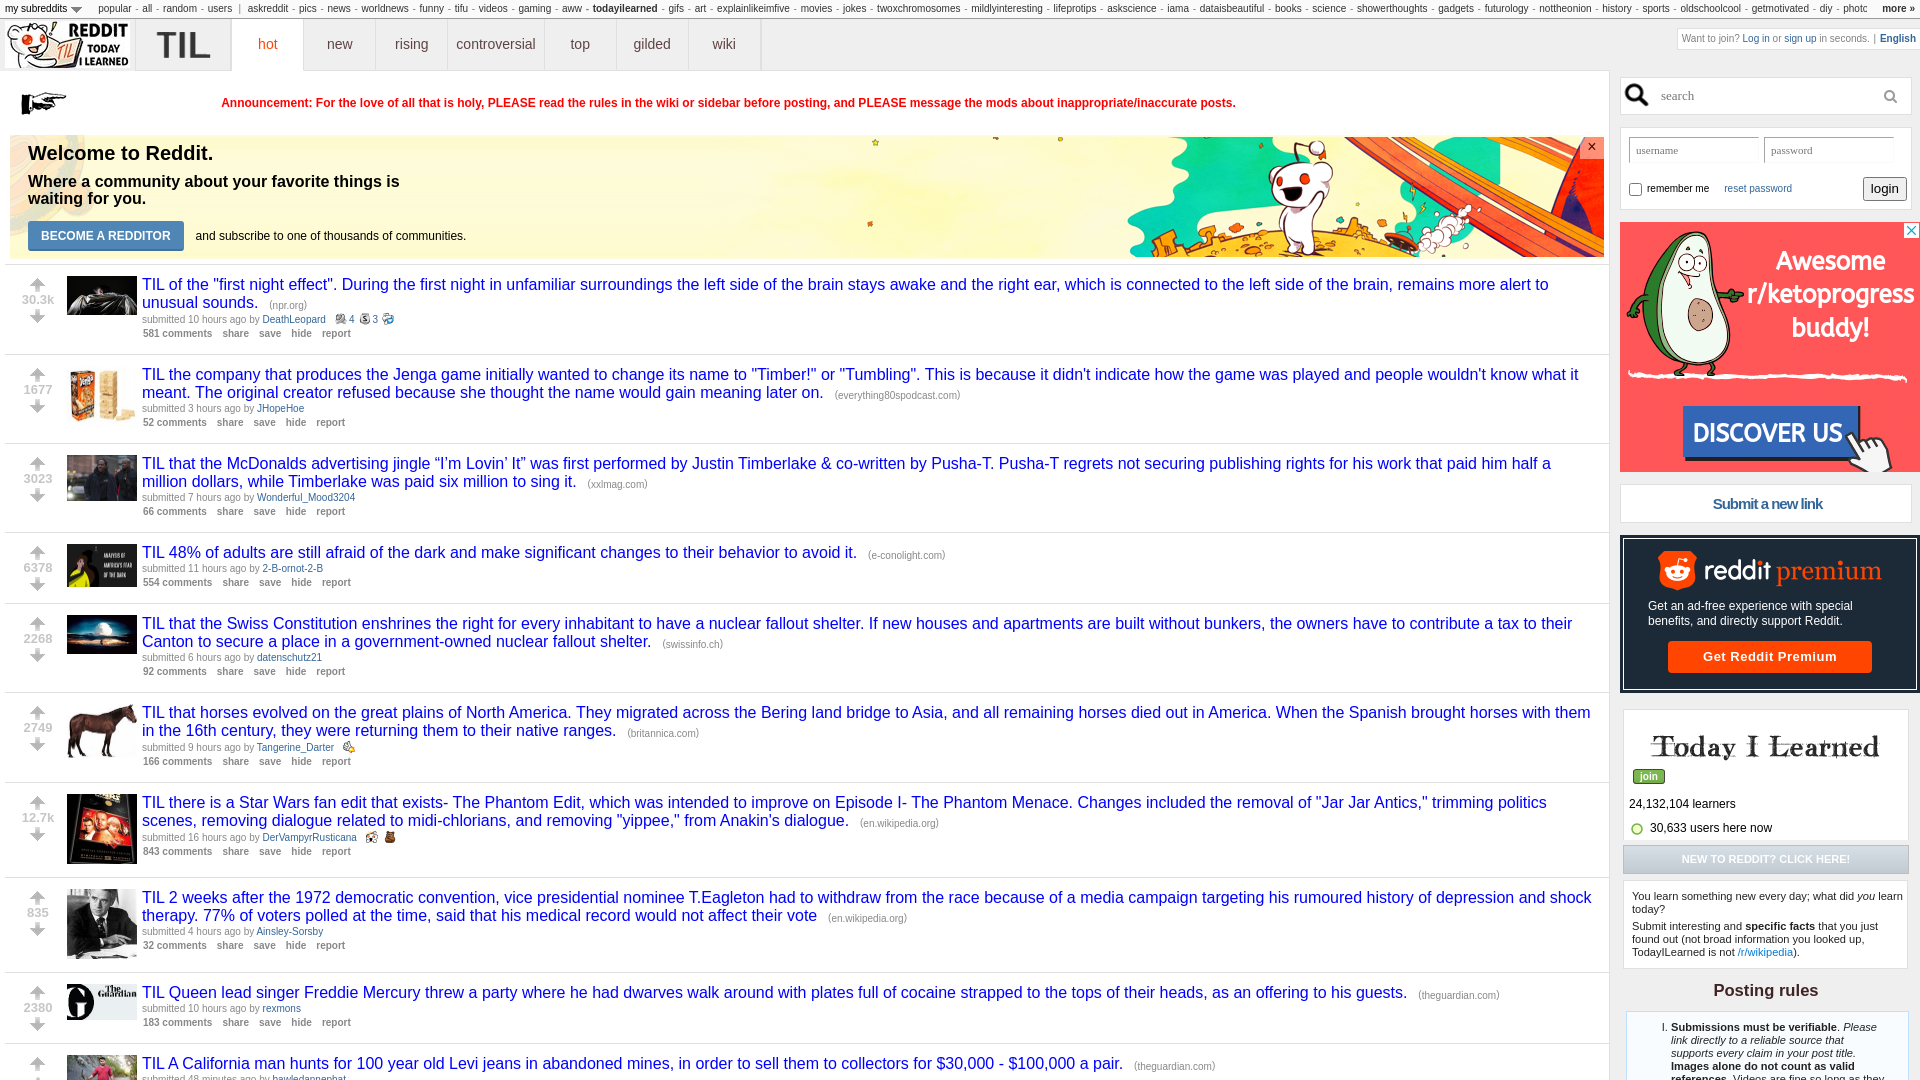 my subreddits popular - all - random - users | askreddit - pics - news - worldnews - funny - tifu - videos - gaming - aww - todayilearned - gifs - art - explainlikeimfive - movies - jokes - twoxchromosomes - mildlyinteresting - lifeprotips - askscience - iama - dataisbeautiful - books - science - showerthoughts - gadgets - futurology - nottheonion - history - sports - oldschoolcool - getmotivated - diy - photc more »
REDDIT
TODAY
I LEARNED
TIL
TIL
hot new rising controversial top gilded wiki
Want to join? Log in or sign up in seconds. | English
Announcement: For the love of all that is holy, PLEASE read the rules in the wiki or sidebar before posting, and PLEASE message the mods about inappropriate/inaccurate posts.
Welcome to Reddit.
Where a community about your favorite things is
waiting for you.
BECOME A REDDITOR and subscribe to one of thousands of communities.
30.3k
TIL of the "first night effect". During the first night in unfamiliar surroundings the left side of the brain stays awake and the right ear, which is connected to the left side of the brain, remains more alert to
unusual sounds. (npr.org)
submitted 10 hours ago by DeathLeopard 4 3
581 comments share save hide report
1677
TIL the company that produces the Jenga game initially wanted to change its name to "Timber!" or "Tumbling". This is because it didn't indicate how the game was played and people wouldn't know what it
meant. The original creator refused because she thought the name would gain meaning later on. (everything80spodcast.com)
submitted 3 hours ago by JHopeHoe
52 comments share save hide report
3023
TIL that the McDonalds advertising jingle “I’m Lovin’ It” was first performed by Justin Timberlake & co-written by Pusha-T. Pusha-T regrets not securing publishing rights for his work that paid him half a
million dollars, while Timberlake was paid six million to sing it. (xxlmag.com)
submitted 7 hours ago by Wonderful_Mood3204
66 comments share save hide report
6378
ANALYSIS OF
AMERICA'S FEAR
OF THE DARK
TIL 48% of adults are still afraid of the dark and make significant changes to their behavior to avoid it. (e-conolight.com)
submitted 11 hours ago by 2-B-ornot-2-B
554 comments share save hide report
2268
TIL that the Swiss Constitution enshrines the right for every inhabitant to have a nuclear fallout shelter. If new houses and apartments are built without bunkers, the owners have to contribute a tax to their
Canton to secure a place in a government-owned nuclear fallout shelter. (swissinfo.ch)
submitted 6 hours ago by datenschutz21
92 comments share save hide report
2749
TIL that horses evolved on the great plains of North America. They migrated across the Bering land bridge to Asia, and all remaining horses died out in America. When the Spanish brought horses with them
in the 16th century, they were returning them to their native ranges. (britannica.com)
submitted 9 hours ago by Tangerine_Darter
166 comments share save hide report
12.7k
TIL there is a Star Wars fan edit that exists- The Phantom Edit, which was intended to improve on Episode I- The Phantom Menace. Changes included the removal of "Jar Jar Antics," trimming politics
scenes, removing dialogue related to midi-chlorians, and removing "yippee," from Anakin's dialogue. (en.wikipedia.org)
submitted 16 hours ago by DerVampyrRusticana
843 comments share save hide report
835
TIL 2 weeks after the 1972 democratic convention, vice presidential nominee T.Eagleton had to withdraw from the race because of a media campaign targeting his rumoured history of depression and shock
therapy. 77% of voters polled at the time, said that his medical record would not affect their vote (en.wikipedia.org)
submitted 4 hours ago by Ainsley-Sorsby
32 comments share save hide report
2380
The
Guardian
TIL Queen lead singer Freddie Mercury threw a party where he had dwarves walk around with plates full of cocaine strapped to the tops of their heads, as an offering to his guests. (theguardian.com)
submitted 10 hours ago by rexmons
183 comments share save hide report
TIL A California man hunts for 100 year old Levi jeans in abandoned mines, in order to sell them to collectors for $30,000 - $100,000 a pair. (theguardian.com)
submitted 48 minutes ago by bawledannephat
search
username password
remember me reset password login
Awesome
r/ketoprogress
buddy!
DISCOVER US
Submit a new link
reddit premium
Get an ad-free experience with special
benefits, and directly support Reddit.
Get Reddit Premium
Today I Learned
join
24,132,104 learners
30,633 users here now
NEW TO REDDIT? CLICK HERE!
You learn something new every day; what did you learn
today?
Submit interesting and specific facts that you just
found out (not broad information you looked up,
TodayILearned is not /r/wikipedia).
Posting rules
I. Submissions must be verifiable. Please
link directly to a reliable source that
supports every claim in your post title.
Images alone do not count as valid
references. Videos are fine so long as they